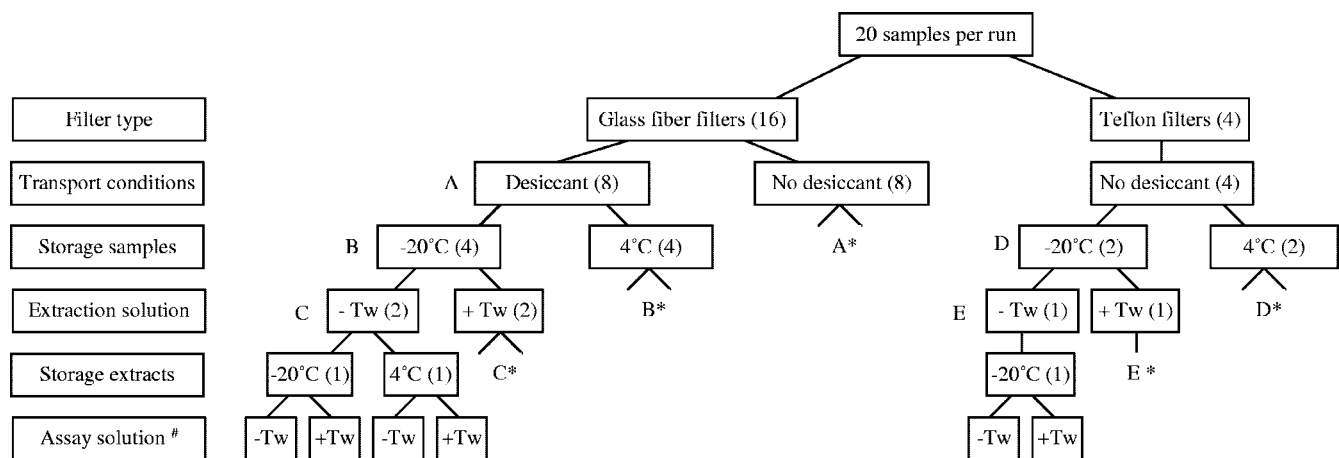 20 samples per run
Filter type
Glass fiber filters (16)
Teflon filters (4)
Transport conditions
A
Desiccant (8)
No desiccant (8)
No desiccant (4)
Storage samples
B
-20°C (4)
4°C (4)
A*
D
-20°C (2)
4°C (2)
Extraction solution
C
- Tw (2)
+ Tw (2)
B*
E
- Tw (1)
+ Tw (1)
D*
Storage extracts
-20°C (1)
4°C (1)
C*
-20°C (1)
E *
Assay solution #
-Tw
+Tw
-Tw
+Tw
-Tw
+Tw